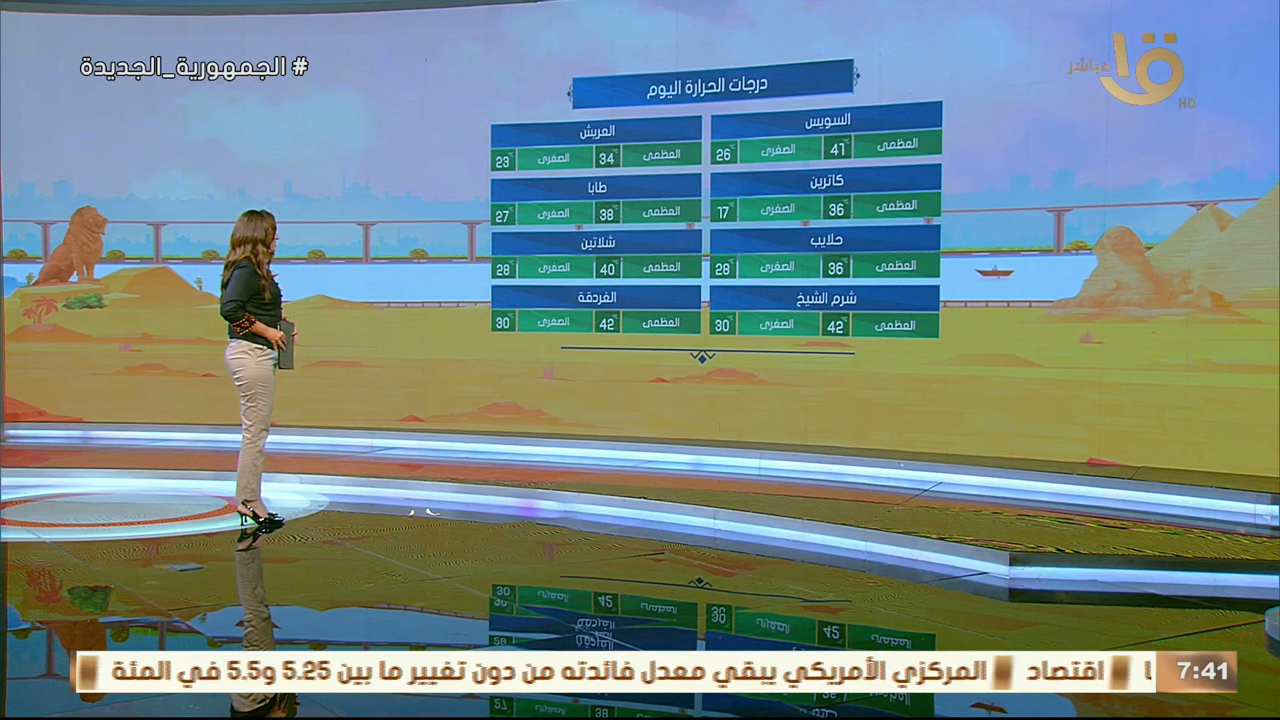 # الجمهورية_الجديدة
مباشر
HD
درجات الحرارة اليوم
السويس
العظمى 41°c الصغرى 26°c
العريش
العظمى 34°c الصغرى 23°c
كاترين
العظمى 36°c الصغرى 17°c
طابا
العظمى 38°c الصغرى 27°c
حلايب
العظمى 36°c الصغرى 28°c
شلاتين
العظمى 40°c الصغرى 28°c
شرم الشيخ
العظمى 42°c الصغرى 30°c
الغردقة
العظمى 42°c الصغرى 30°c
7:41 اقتصاد المركزي الأمريكي يبقي معدل فائدته من دون تغيير ما بين 5.25 و5.5 في المئة